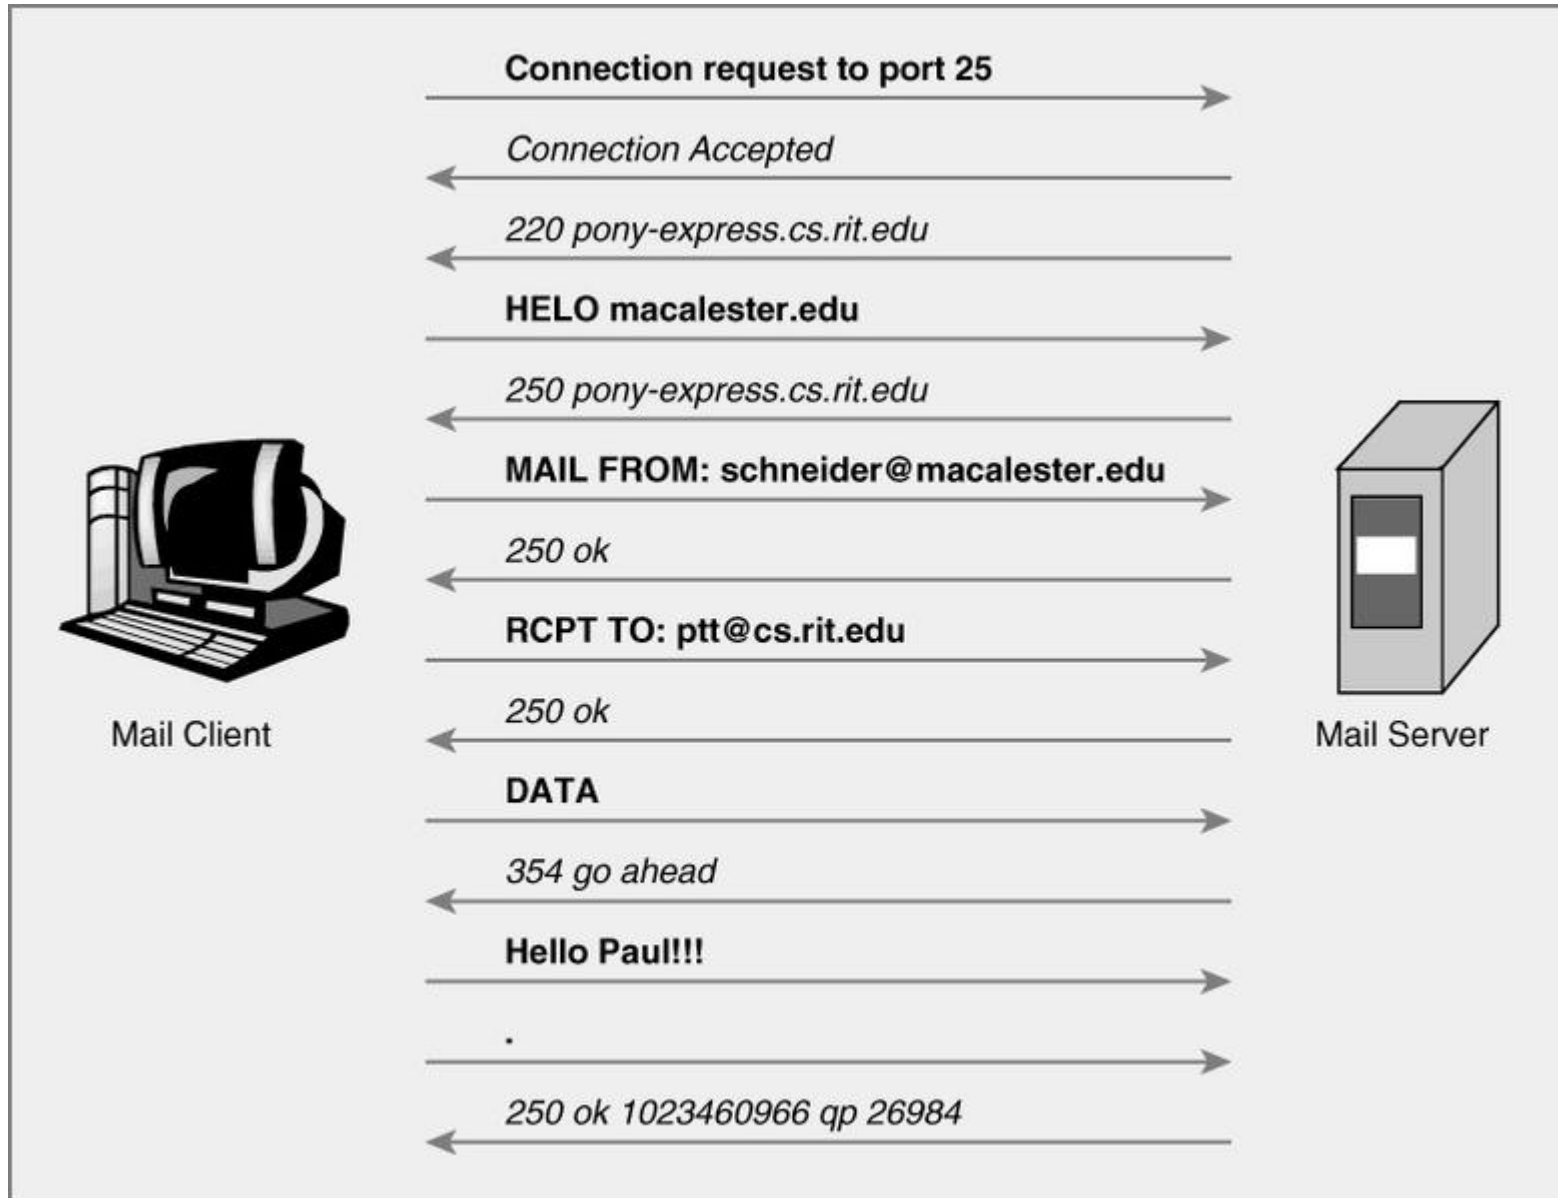 Connection request to port 25
Connection Accepted
220 pony-express.cs.rit.edu
HELO macalester.edu
250 pony-express.cs.rit.edu
MAIL FROM: schneider@macalester.edu
250 ok
RCPT TO: ptt@cs.rit.edu
250 ok
Mail Client
Mail Server
DATA
354 go ahead
Hello Paul!!!
.
250 ok 1023460966 qp 26984